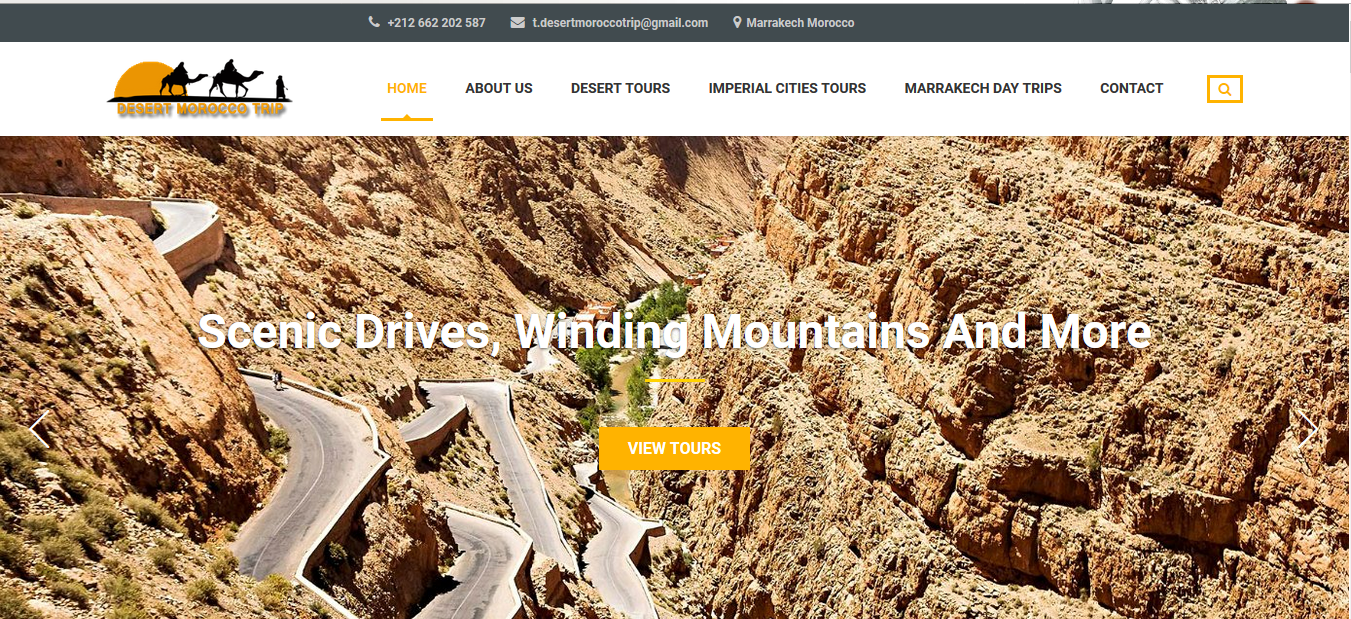 +212 662 202 587 t.desertmoroccotrip@gmail.com Marrakech Morocco
DESERT MOROCCO TRIP
HOME ABOUT US DESERT TOURS IMPERIAL CITIES TOURS MARRAKECH DAY TRIPS CONTACT
Scenic Drives, Winding Mountains And More
VIEW TOURS